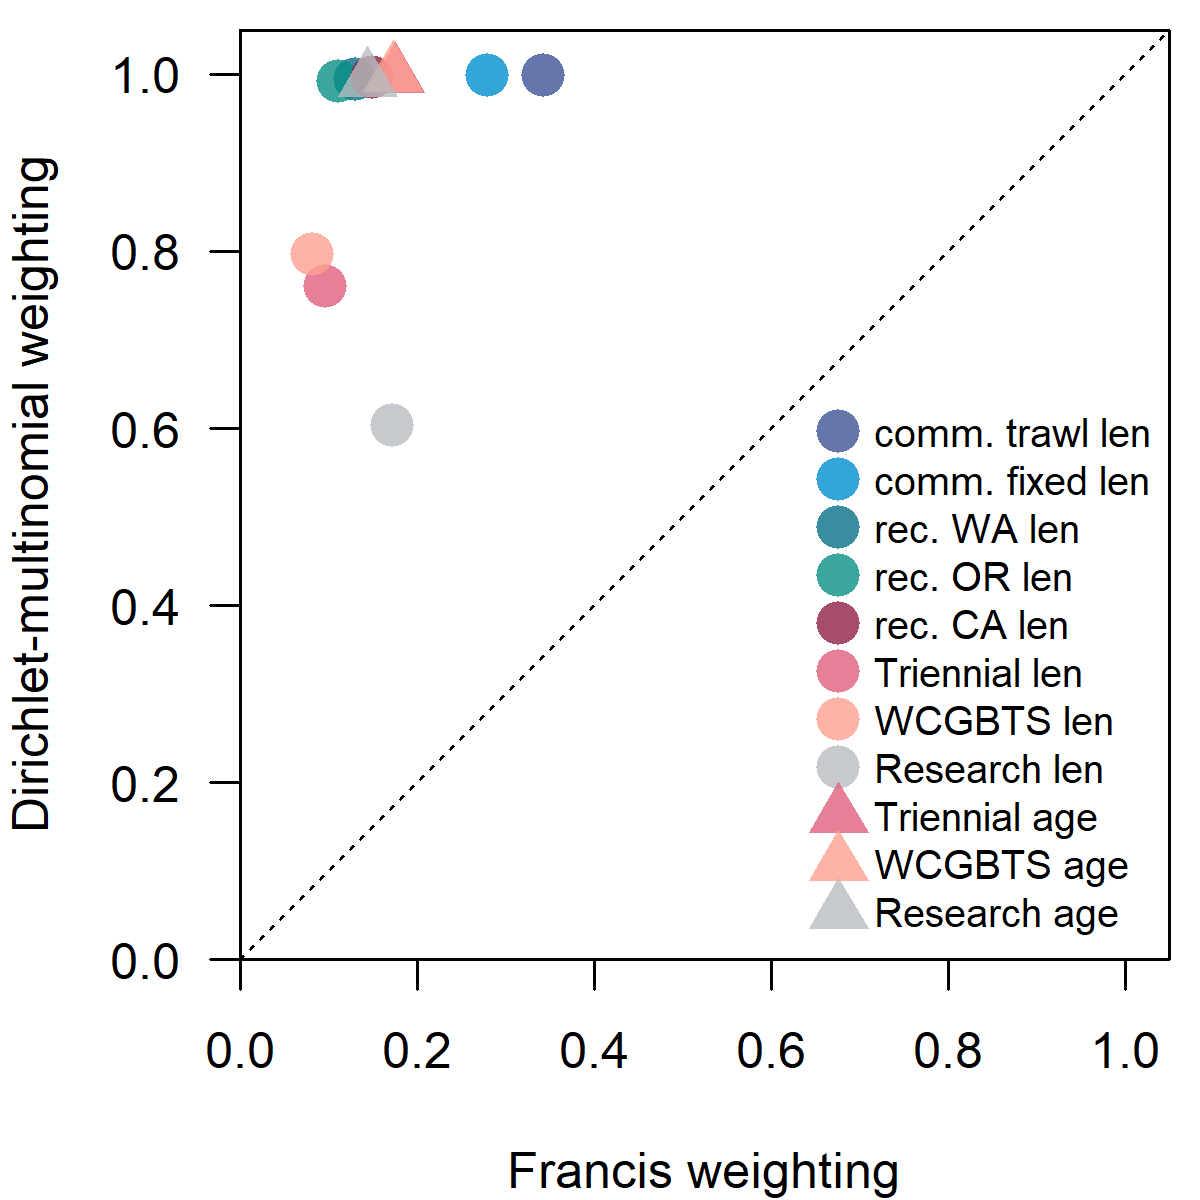 Dirichlet-multinomial weighting
1.0
0.8
0.6
0.4
0.2
0.0
comm. trawl len
comm. fixed len
rec. WA len
rec. OR len
rec. CA len
Triennial len
WCGBTS len
Research len
Triennial age
WCGBTS age
Research age
0.0 0.2 0.4 0.6 0.8 1.0
Francis weighting